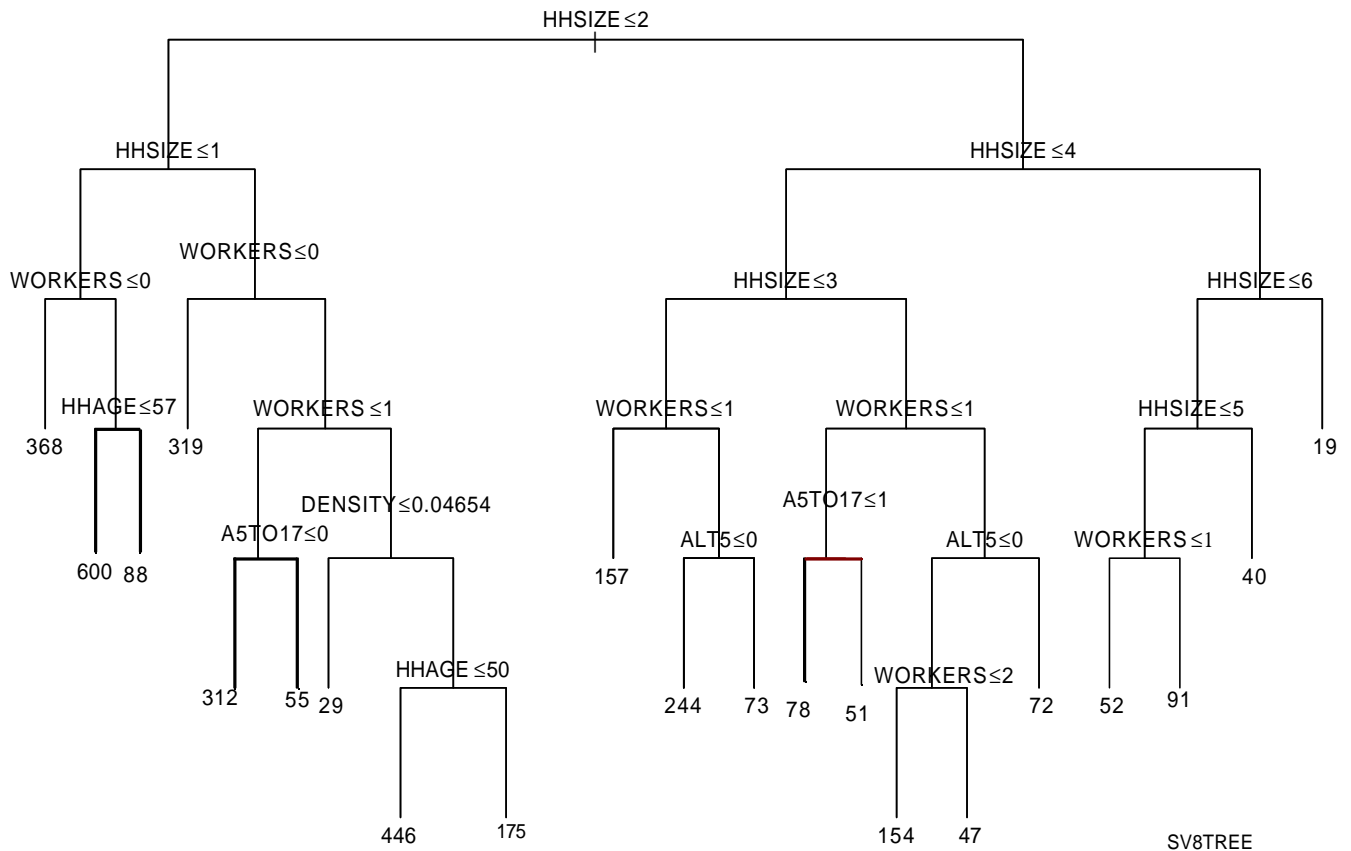 HHSIZE ≤2
HHSIZE ≤1
HHSIZE ≤4
WORKERS≤0
WORKERS≤0
HHSIZE≤3
HHSIZE≤6
HHAGE≤57
WORKERS ≤1
WORKERS≤1
WORKERS≤1
HHSIZE≤5
368
319
19
DENSITY≤0.04654
A5TO17≤1
A5TO17≤0
ALT5≤0
ALT5≤0
WORKERS≤1
600
88
157
40
HHAGE ≤50
WORKERS≤2
312
55
29
244
73
78
51
72
52
91
446
175
154
47
SV8TREE